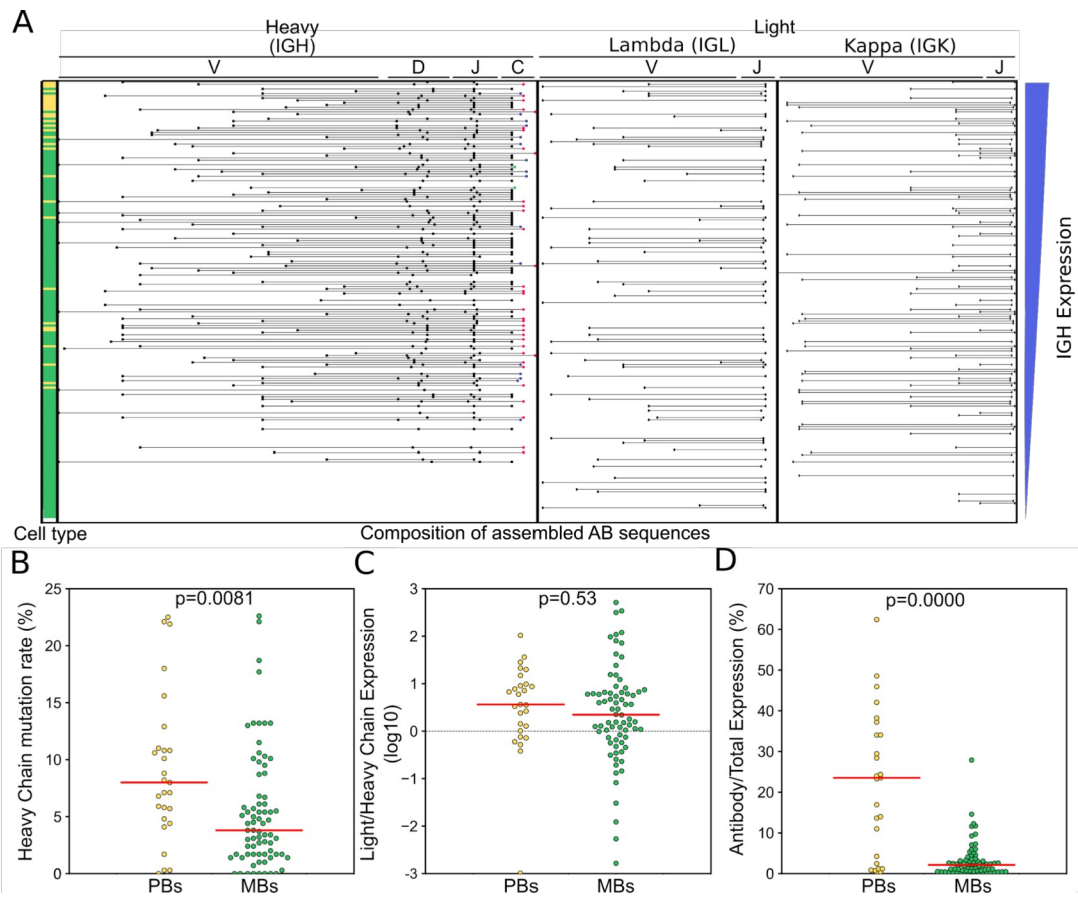 A
Heavy
(IGH)
Light
Lambda (IGL)
Kappa (IGK)
V D J C V J V J
IGH Expression
Cell type
Composition of assembled AB sequences
B
Heavy Chain mutation rate (%)
25
20
15
10
5
0
p=0.0081
PBs MBs
C
Light/Heavy Chain Expression
(log10)
3
2
1
0
−1
−2
-3
p=0.53
PBs MBs
D
Antibody/Total Expression (%)
70
60
50
40
30
20
10
0
p=0.0000
PBs MBs